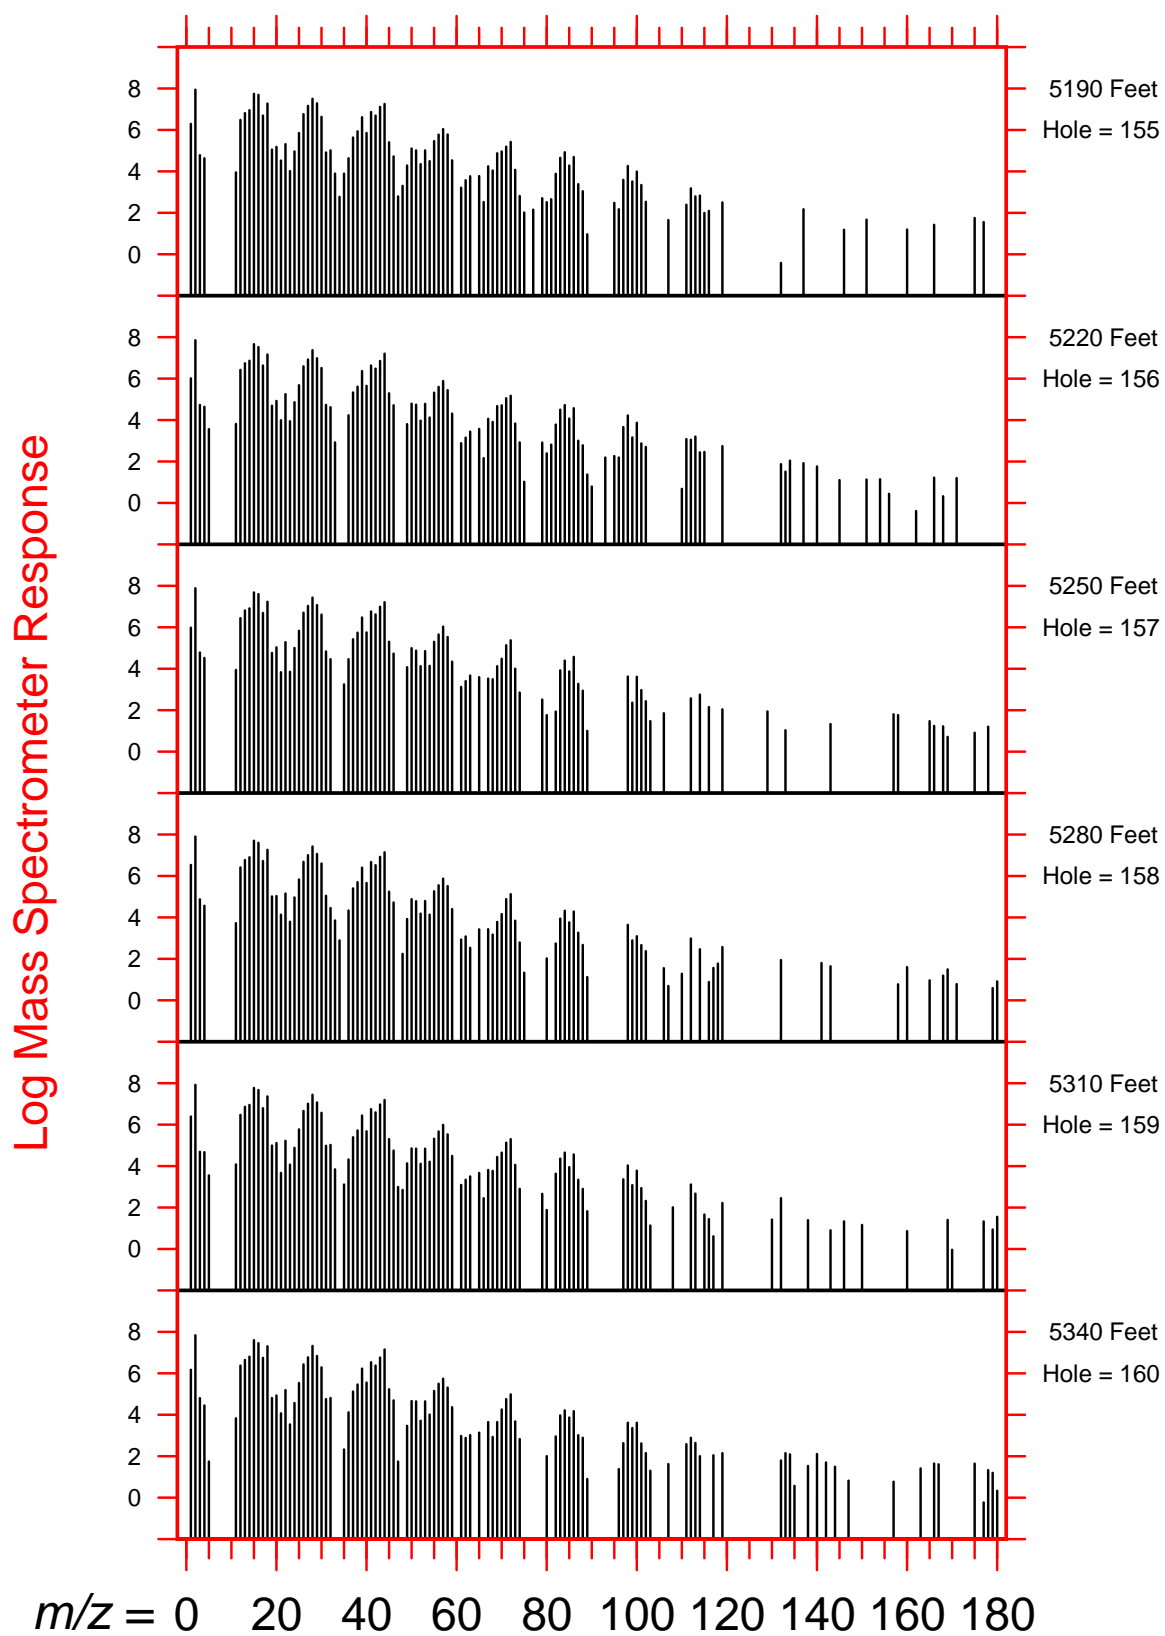 Log Mass Spectrometer Response
8
6
4
2
0
5190 Feet
Hole = 155
8
6
4
2
0
5220 Feet
Hole = 156
8
6
4
2
0
5250 Feet
Hole = 157
8
6
4
2
0
5280 Feet
Hole = 158
8
6
4
2
0
5310 Feet
Hole = 159
8
6
4
2
0
5340 Feet
Hole = 160
m/z = 0 20 40 60 80 100 120 140 160 180